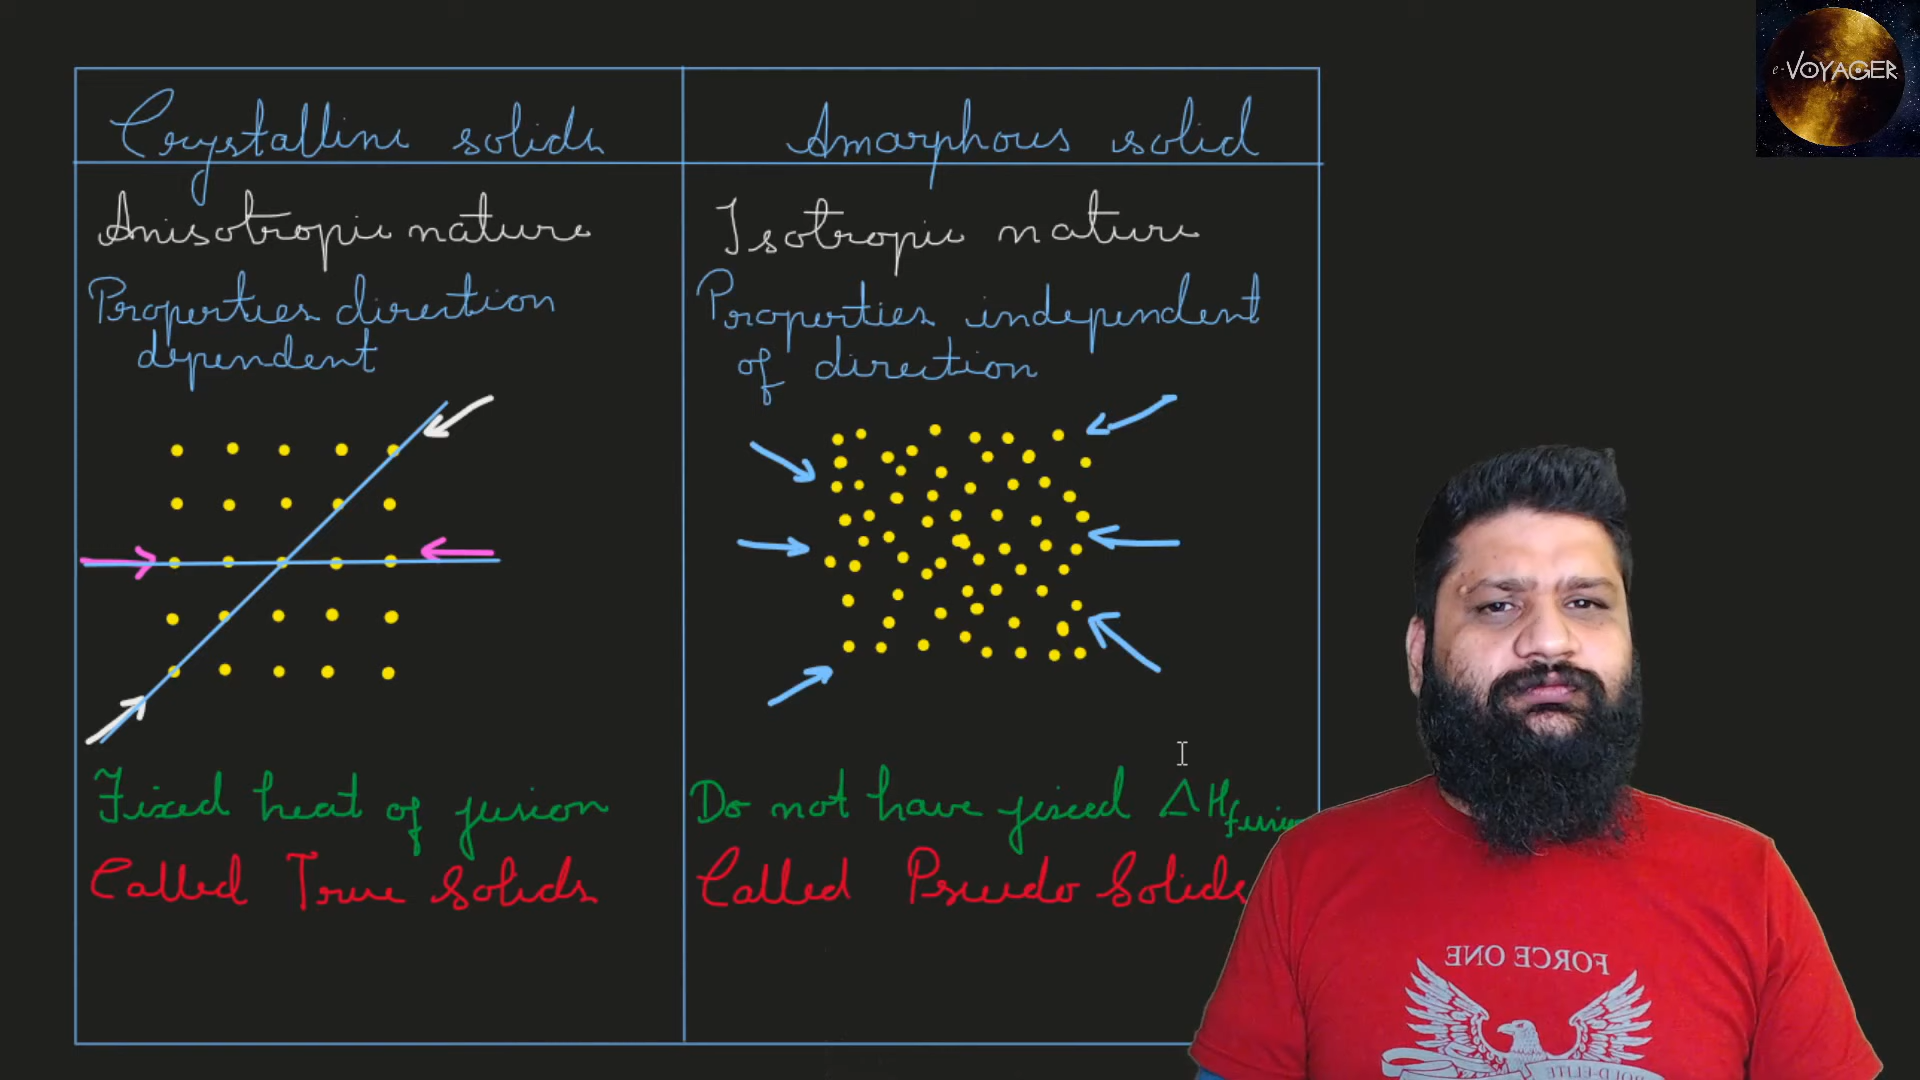 e-VOYAGER
Crystalline solids
Amorphous solid
Anisotropic nature
Isotropic nature
Properties direction
dependent
Properties independent
of direction
Fixed heat of fusion
Do not have fixed ΔHfusion
Called True Solids
Called Pseudo Solids
FORCE ONE